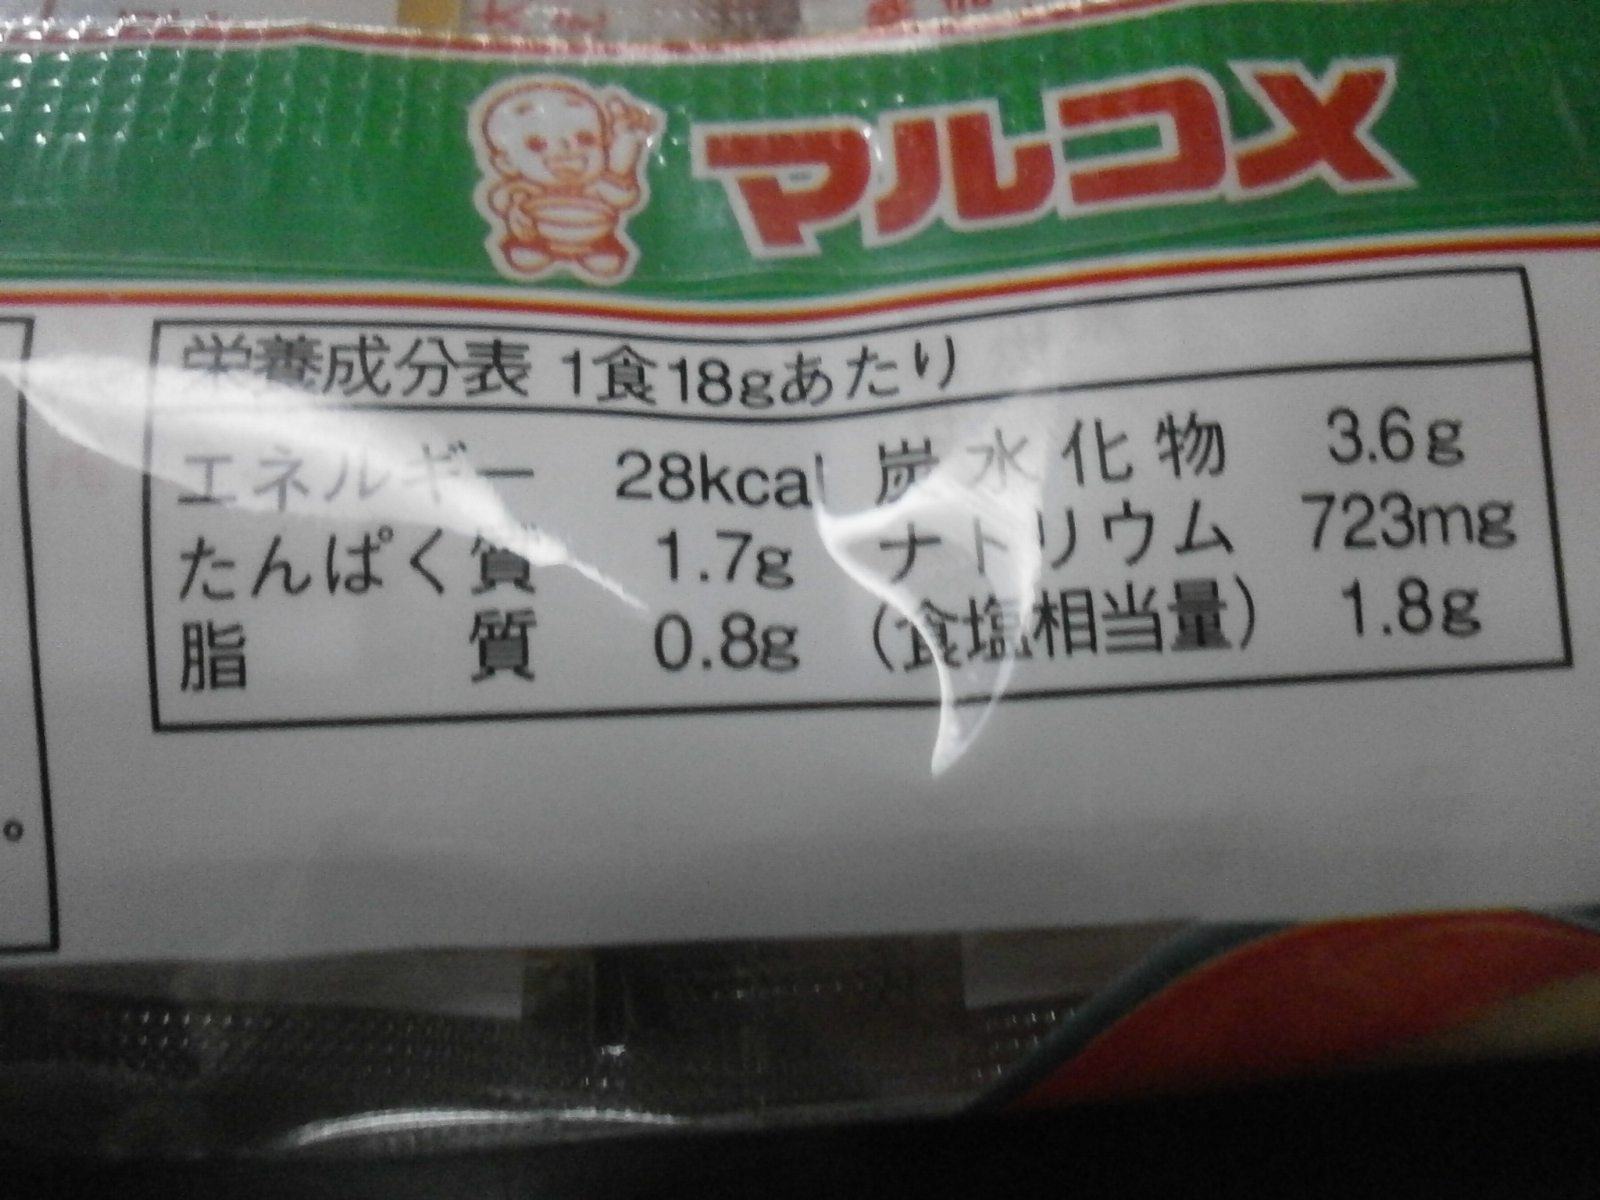 マルコメ
栄養成分表 1食18gあたり
エネルギー 28kcal 炭水化物 3.6g
たんぱく質 1.7g ナトリウム 723mg
脂質 0.8g (食塩相当量) 1.8g
。